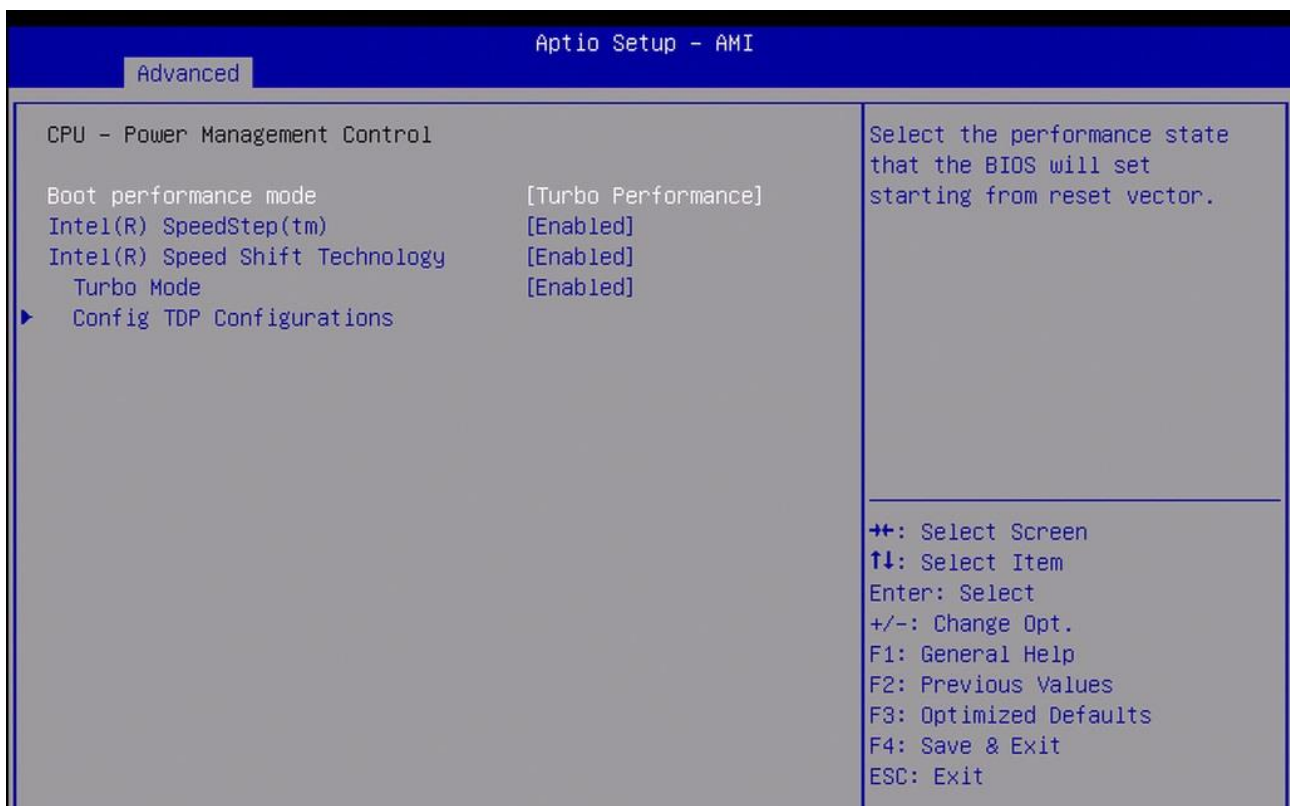 Aptio Setup – AMI
Advanced
CPU – Power Management Control
Boot performance mode [Turbo Performance]
Intel(R) SpeedStep(tm) [Enabled]
Intel(R) Speed Shift Technology [Enabled]
Turbo Mode [Enabled]
Config TDP Configurations
Select the performance state
that the BIOS will set
starting from reset vector.
→←: Select Screen
↑↓: Select Item
Enter: Select
+/-: Change Opt.
F1: General Help
F2: Previous Values
F3: Optimized Defaults
F4: Save & Exit
ESC: Exit